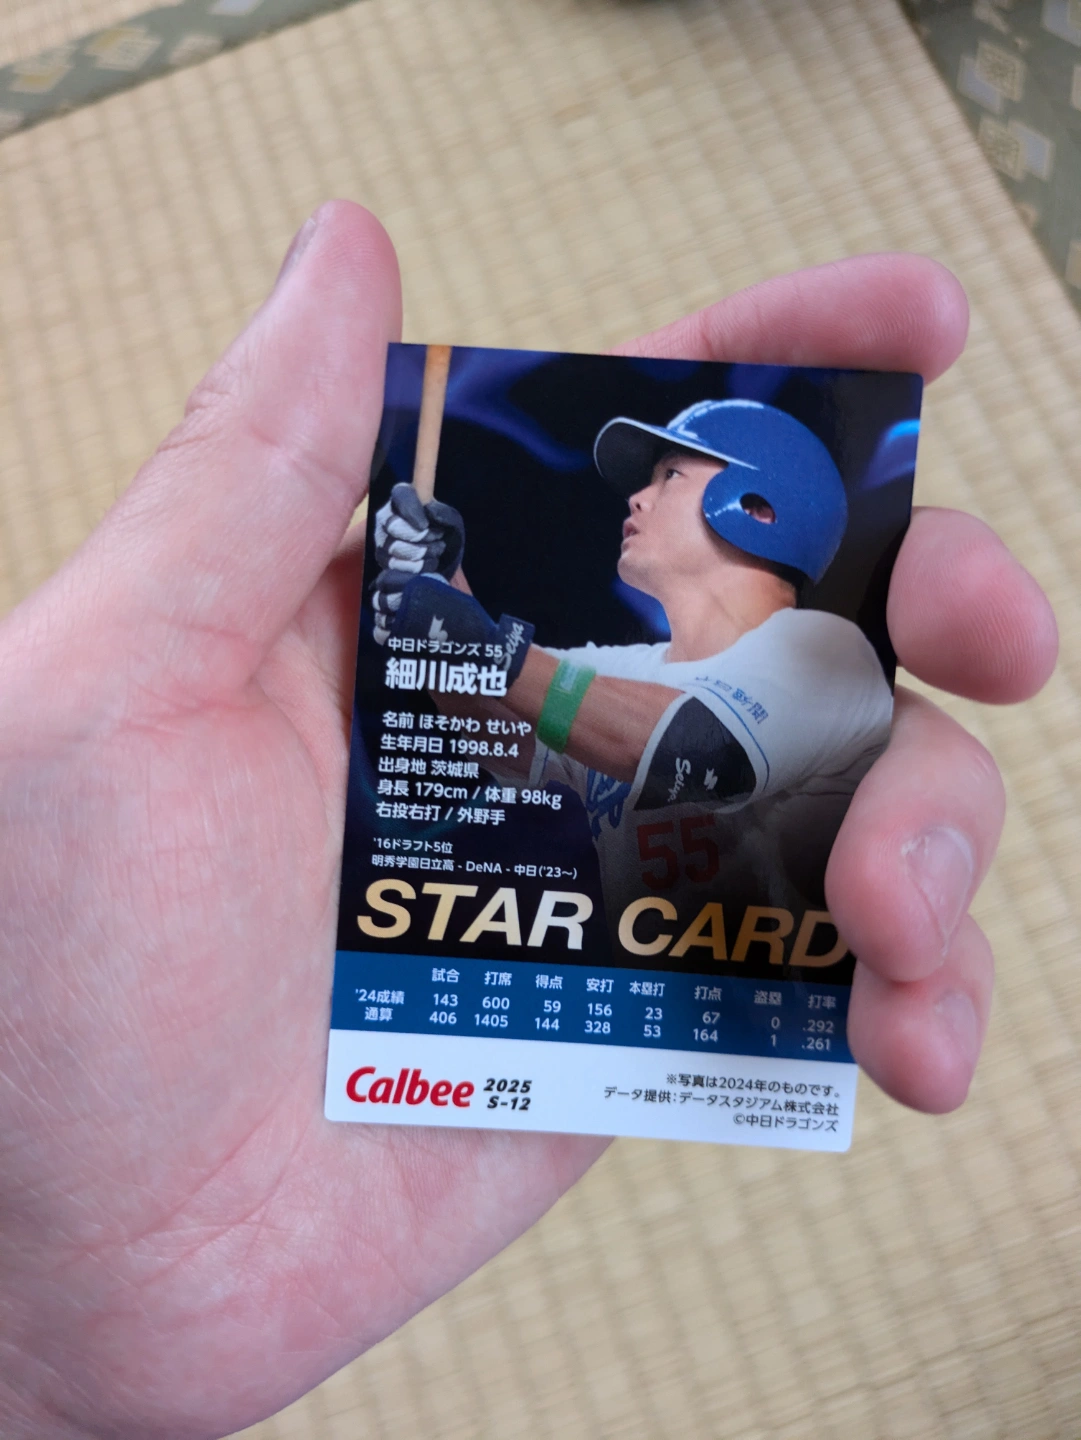 Seiya
中日ドラゴンズ 55
細川成也
名前 ほそかわ せいや
生年月日 1998.8.4
出身地 茨城県
身長 179cm / 体重 98kg
右投右打 / 外野手
'16ドラフト5位
明秀学園日立高 - DeNA - 中日('23〜)
Seiya
55
STAR CARD
試合 打席 得点 安打 本塁打 打点 盗塁 打率
'24成績 143 600 59 156 23 67 0 .292
通算 406 1405 144 328 53 164 1 .261
Calbee 2025
S-12
※写真は2024年のものです。
データ提供:データスタジアム株式会社
©中日ドラゴンズ